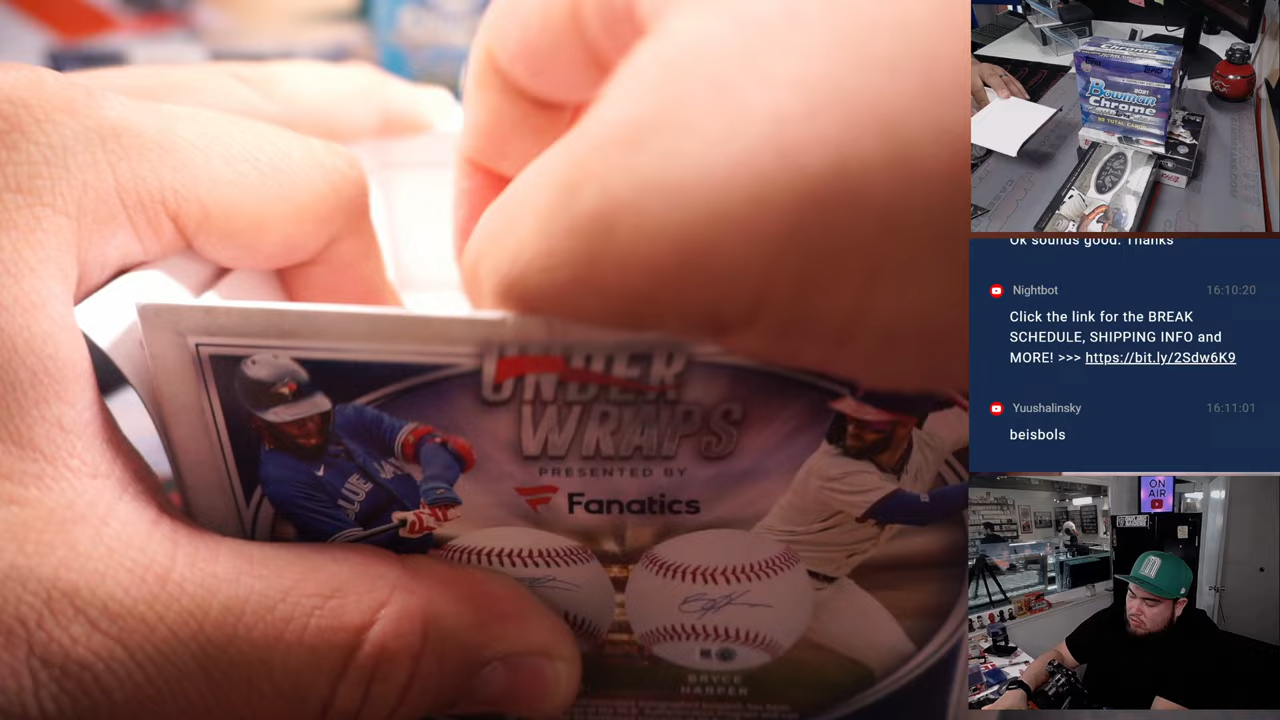 UNDER
WRAPS
PRESENTED BY
Fanatics
BLUE
BRYCE
HARPER
Chrome
2021
Bowman
Chrome
Ok sounds good. Thanks
Nightbot 16:10:20
Click the link for the BREAK
SCHEDULE, SHIPPING INFO and
MORE! >>> https://bit.ly/2Sdw6K9
Yuushalinsky 16:11:01
beisbols
ON
AIR